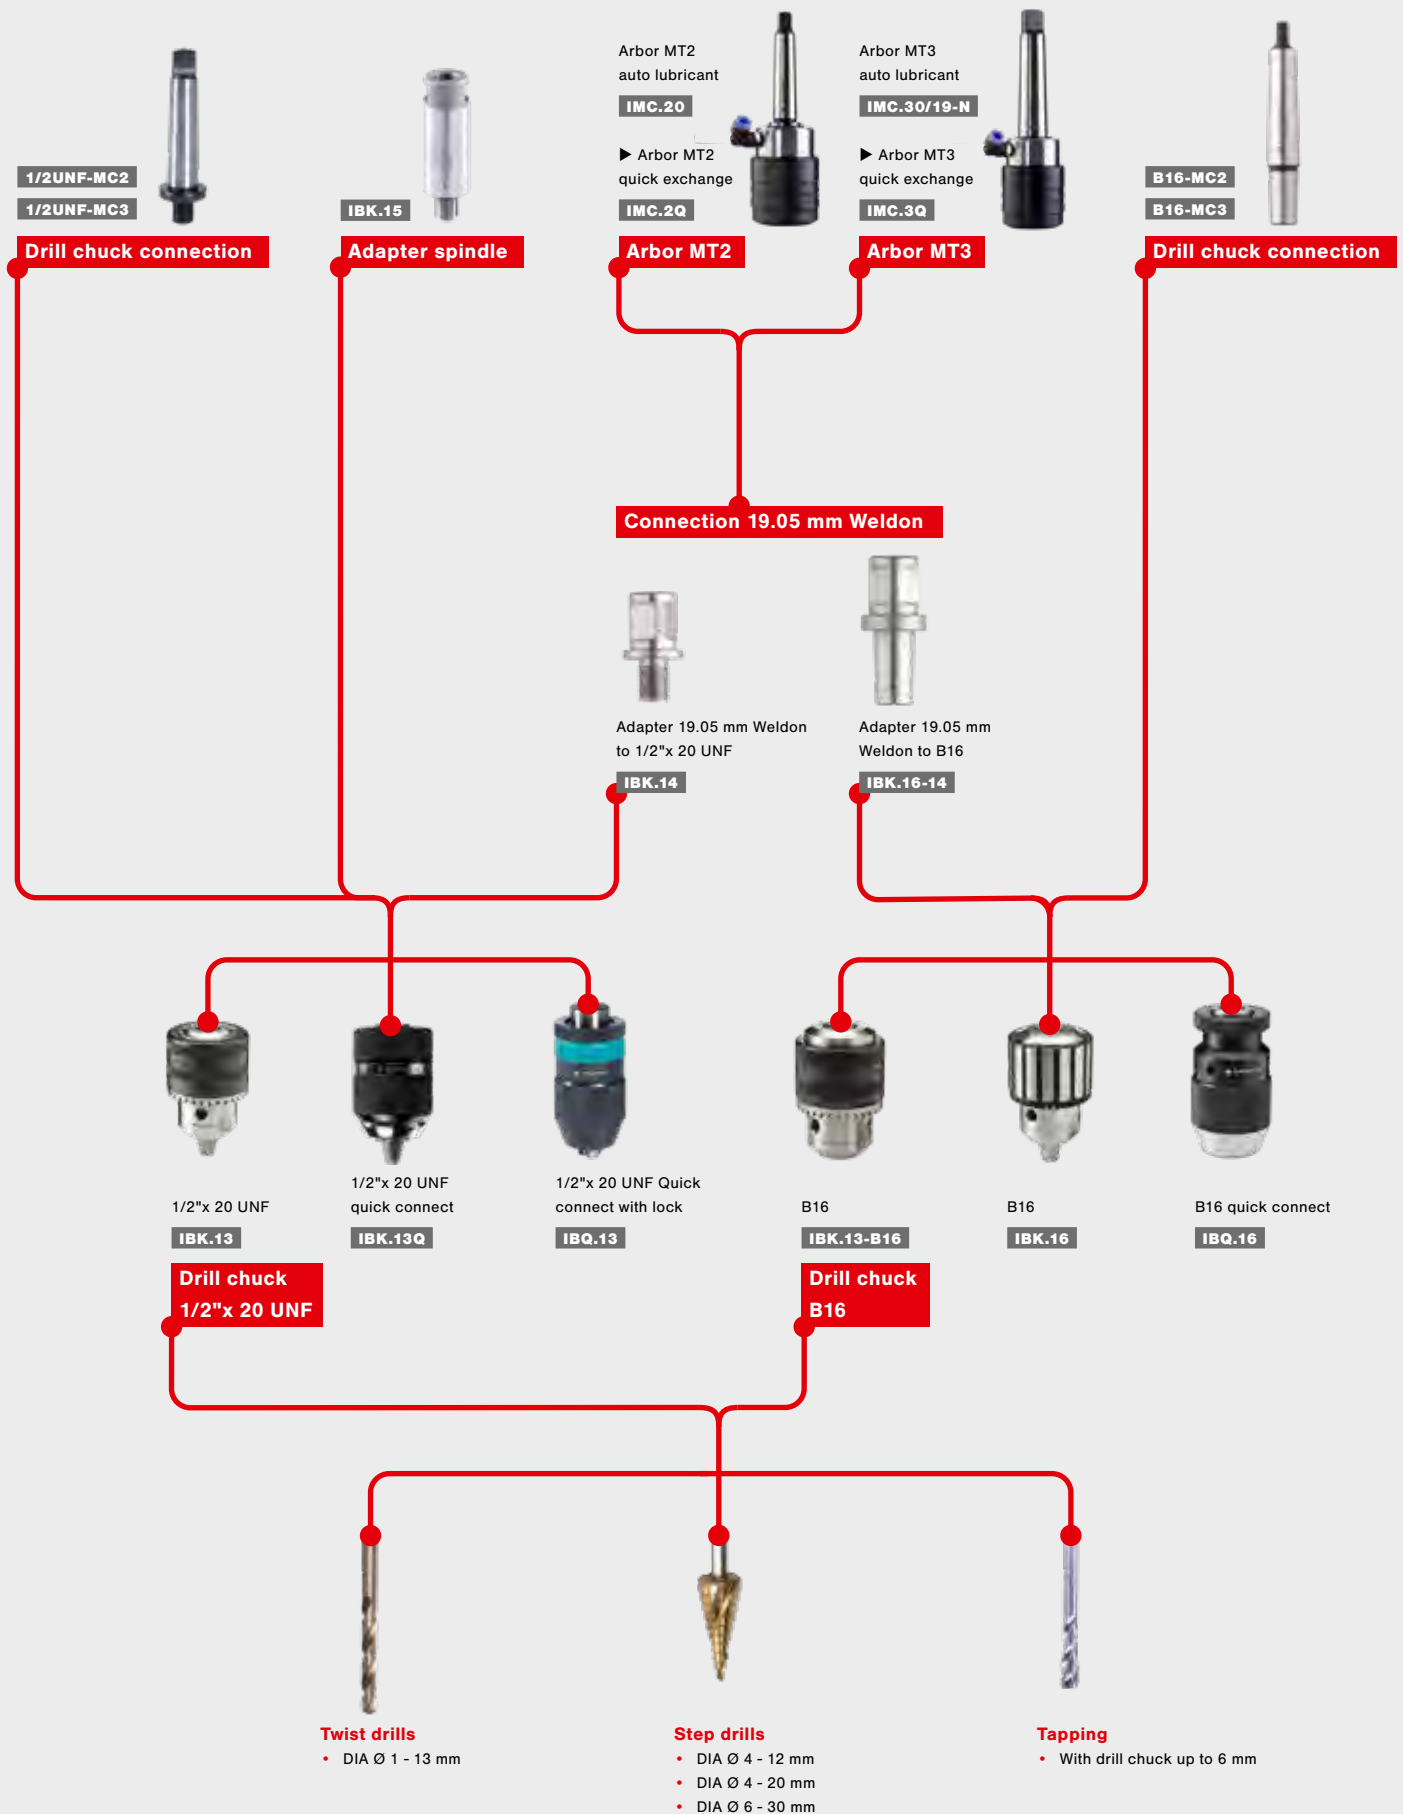 1/2UNF-MC2
1/2UNF-MC3
Drill chuck connection
IBK.15
Adapter spindle
Arbor MT2
auto lubricant
IMC.20
▶ Arbor MT2
quick exchange
IMC.2Q
Arbor MT2
Arbor MT3
auto lubricant
IMC.30/19-N
▶ Arbor MT3
quick exchange
IMC.3Q
Arbor MT3
B16-MC2
B16-MC3
Drill chuck connection
Connection 19.05 mm Weldon
Adapter 19.05 mm Weldon
to 1/2"x 20 UNF
IBK.14
Adapter 19.05 mm
Weldon to B16
IBK.16-14
1/2"x 20 UNF
IBK.13
1/2"x 20 UNF
quick connect
IBK.13Q
1/2"x 20 UNF Quick
connect with lock
IBQ.13
B16
IBK.13-B16
B16
IBK.16
B16 quick connect
IBQ.16
Drill chuck
1/2"x 20 UNF
Drill chuck
B16
Twist drills
• DIA Ø 1 - 13 mm
Step drills
• DIA Ø 4 - 12 mm
• DIA Ø 4 - 20 mm
• DIA Ø 6 - 30 mm
Tapping
• With drill chuck up to 6 mm